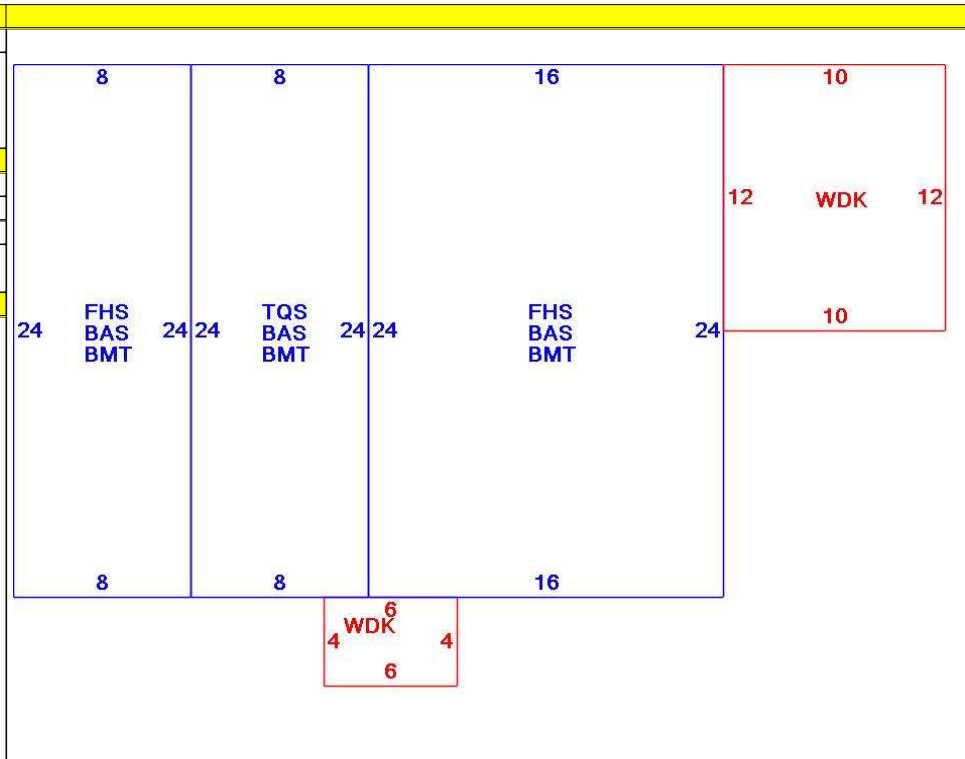 8 8 16 10
12 WDK 12
FHS TQS FHS
24 BAS 24 24 BAS 24 24 BAS 24
BMT BMT BMT
10
8 8 16
6
WDK
4 4
6